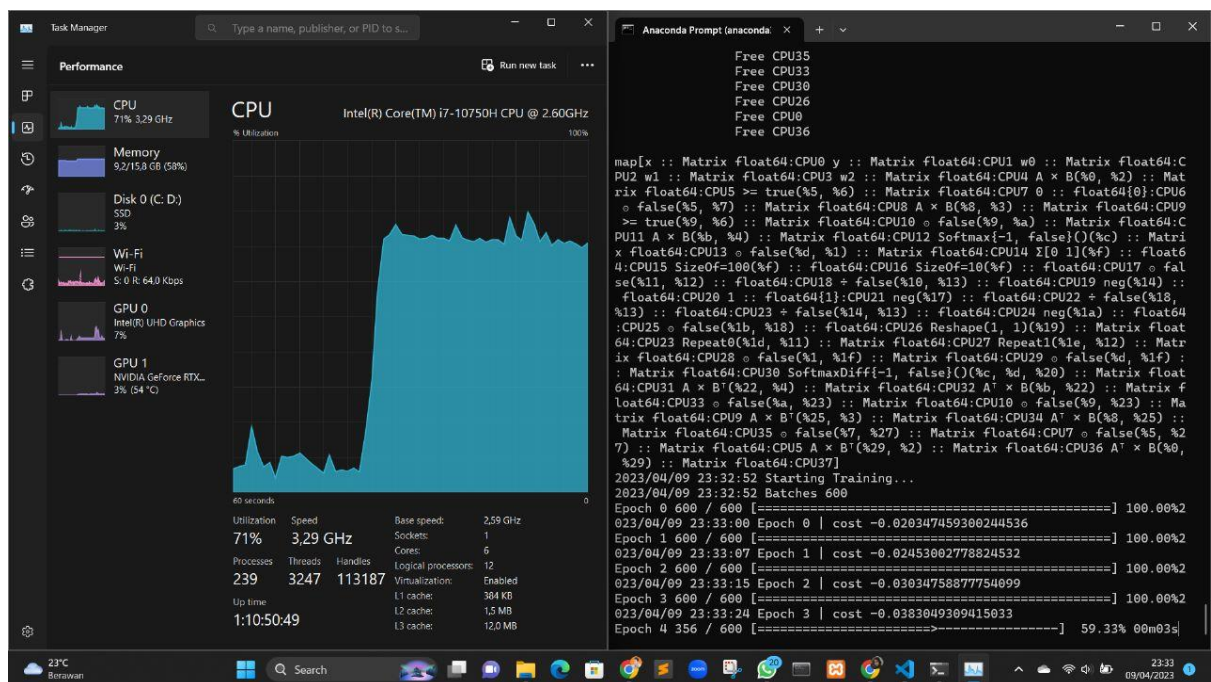 Task Manager
Type a name, publisher, or PID to s...
Performance
Run new task
CPU
71% 3,29 GHz
Memory
9,2/15,8 GB (58%)
Disk 0 (C: D:)
SSD
3%
Wi-Fi
Wi-Fi
S: 0 R: 64,0 Kbps
GPU 0
Intel(R) UHD Graphics
7%
GPU 1
NVIDIA GeForce RTX...
3% (54 °C)
CPU
Intel(R) Core(TM) i7-10750H CPU @ 2.60GHz
% Utilization
100%
60 seconds
0
Utilization Speed
71% 3,29 GHz
Processes Threads Handles
239 3247 113187
Up time
1:10:50:49
Base speed: 2,59 GHz
Sockets: 1
Cores: 6
Logical processors: 12
Virtualization: Enabled
L1 cache: 384 KB
L2 cache: 1,5 MB
L3 cache: 12,0 MB
Anaconda Prompt (anaconda:
Free CPU35
Free CPU33
Free CPU30
Free CPU26
Free CPU0
Free CPU36
map[x :: Matrix float64:CPU0 y :: Matrix float64:CPU1 w0 :: Matrix float64:C
PU2 w1 :: Matrix float64:CPU3 w2 :: Matrix float64:CPU4 A × B(%0, %2) :: Mat
rix float64:CPU5 >= true(%5, %6) :: Matrix float64:CPU7 0 :: float64{0}:CPU6
⊙ false(%5, %7) :: Matrix float64:CPU8 A × B(%8, %3) :: Matrix float64:CPU9
>= true(%9, %6) :: Matrix float64:CPU10 ⊙ false(%9, %a) :: Matrix float64:C
PU11 A × B(%b, %4) :: Matrix float64:CPU12 Softmax{-1, false}()(%c) :: Matri
x float64:CPU13 ⊙ false(%d, %1) :: Matrix float64:CPU14 Σ[0 1](%f) :: float6
4:CPU15 SizeOf=100(%f) :: float64:CPU16 SizeOf=10(%f) :: float64:CPU17 ⊙ fal
se(%11, %12) :: float64:CPU18 ÷ false(%10, %13) :: float64:CPU19 neg(%14) ::
float64:CPU20 1 :: float64{1}:CPU21 neg(%17) :: float64:CPU22 ÷ false(%18,
%13) :: float64:CPU23 ÷ false(%14, %13) :: float64:CPU24 neg(%1a) :: float64
:CPU25 ⊙ false(%1b, %18) :: float64:CPU26 Reshape(1, 1)(%19) :: Matrix float
64:CPU23 Repeat0(%1d, %11) :: Matrix float64:CPU27 Repeat1(%1e, %12) :: Matr
ix float64:CPU28 ⊙ false(%1, %1f) :: Matrix float64:CPU29 ⊙ false(%d, %1f) :
: Matrix float64:CPU30 SoftmaxDiff{-1, false}()(%c, %d, %20) :: Matrix float
64:CPU31 A × Bᵀ(%22, %4) :: Matrix float64:CPU32 Aᵀ × B(%b, %22) :: Matrix f
loat64:CPU33 ⊙ false(%a, %23) :: Matrix float64:CPU10 ⊙ false(%9, %23) :: Ma
trix float64:CPU9 A × Bᵀ(%25, %3) :: Matrix float64:CPU34 Aᵀ × B(%8, %25) ::
Matrix float64:CPU35 ⊙ false(%7, %27) :: Matrix float64:CPU7 ⊙ false(%5, %2
7) :: Matrix float64:CPU5 A × Bᵀ(%29, %2) :: Matrix float64:CPU36 Aᵀ × B(%0,
%29) :: Matrix float64:CPU37]
2023/04/09 23:32:52 Starting Training...
2023/04/09 23:32:52 Batches 600
Epoch 0 600 / 600 [==============================================] 100.00%2
023/04/09 23:33:00 Epoch 0 | cost -0.020347459300244536
Epoch 1 600 / 600 [==============================================] 100.00%2
023/04/09 23:33:07 Epoch 1 | cost -0.02453002778824532
Epoch 2 600 / 600 [==============================================] 100.00%2
023/04/09 23:33:15 Epoch 2 | cost -0.03034758877754099
Epoch 3 600 / 600 [==============================================] 100.00%2
023/04/09 23:33:24 Epoch 3 | cost -0.0383049309415033
Epoch 4 356 / 600 [=======================>----------------] 59.33% 00m03s
23°C
Berawan
Search
zoom
20
23:33
09/04/2023
1